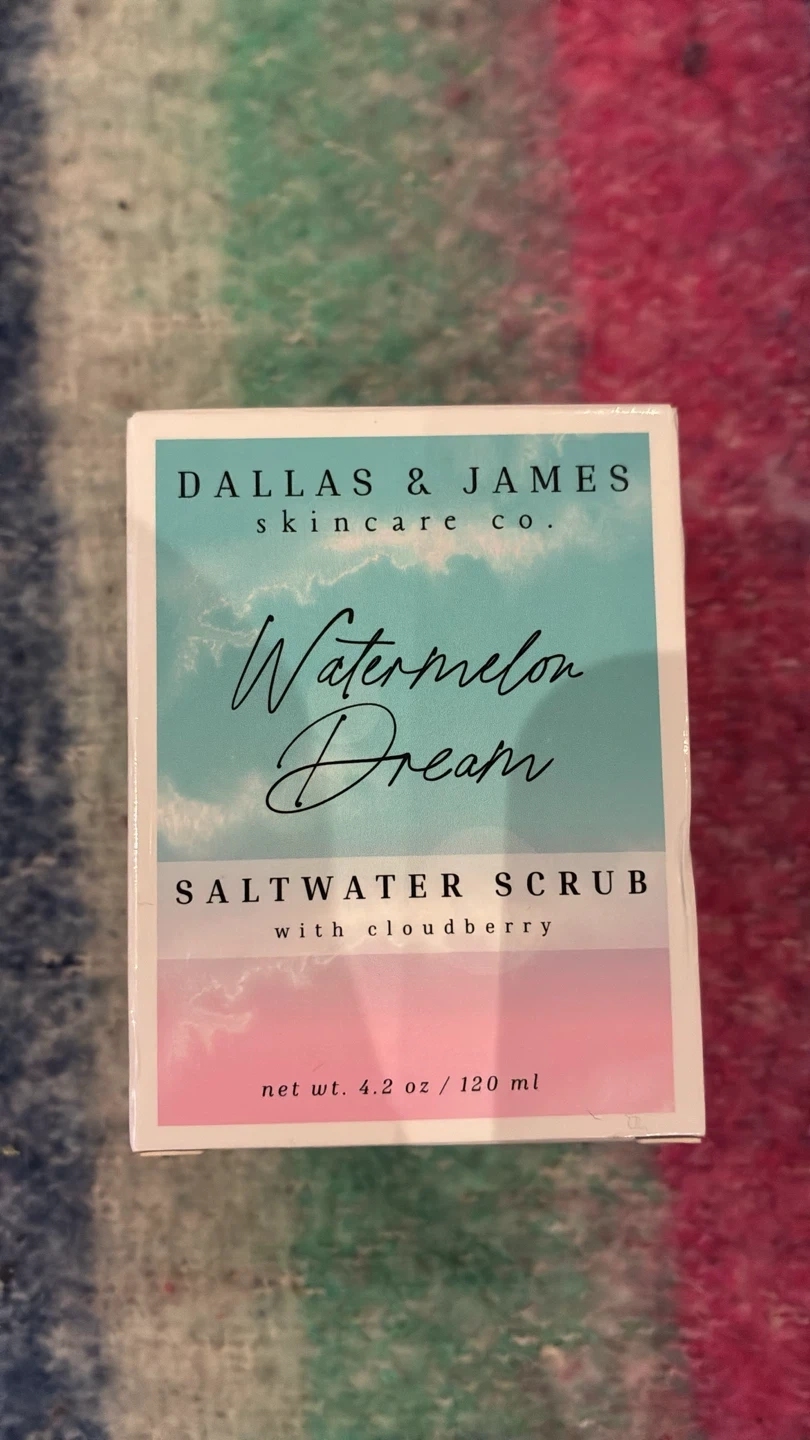 DALLAS & JAMES
skincare co.
Watermelon
Dream
SALTWATER SCRUB
with cloudberry
net wt. 4.2 oz / 120 ml